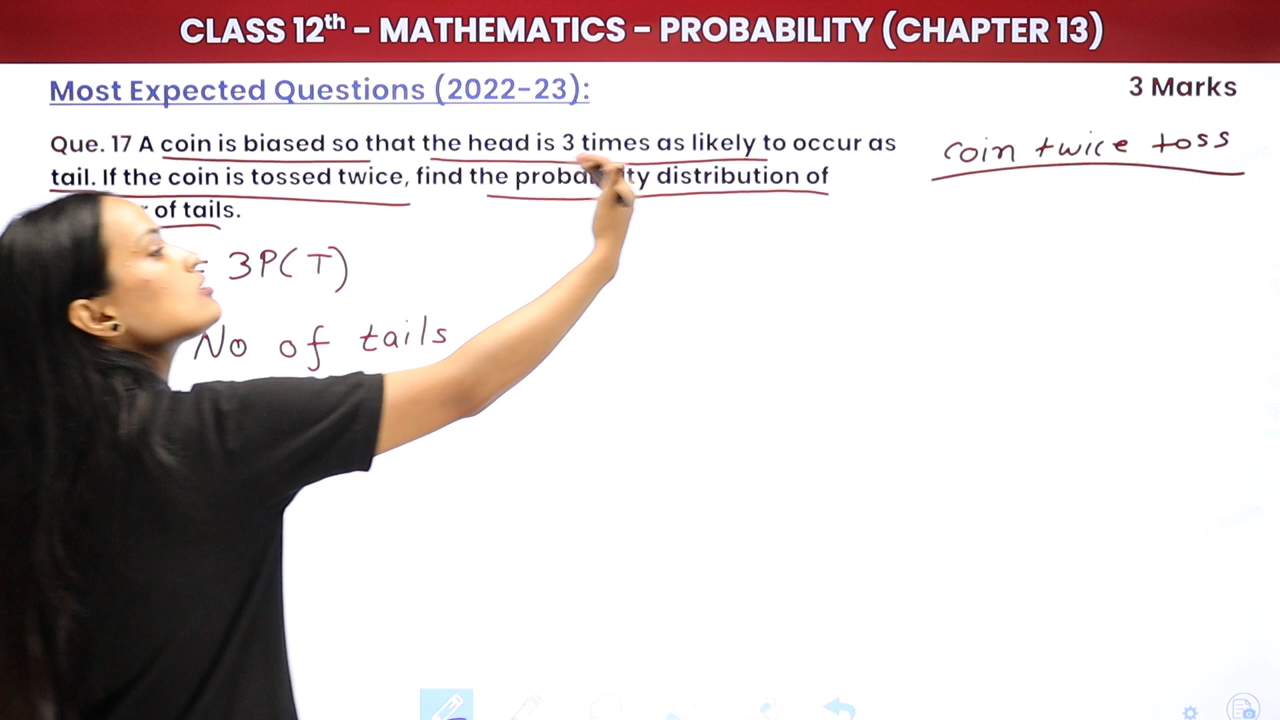 CLASS 12th - MATHEMATICS - PROBABILITY (CHAPTER 13)
Most Expected Questions (2022-23):
3 Marks
Que. 17 A coin is biased so that the head is 3 times as likely to occur as
tail. If the coin is tossed twice, find the probability distribution of
of tails.
coin twice toss
= 3P(T)
No of tails